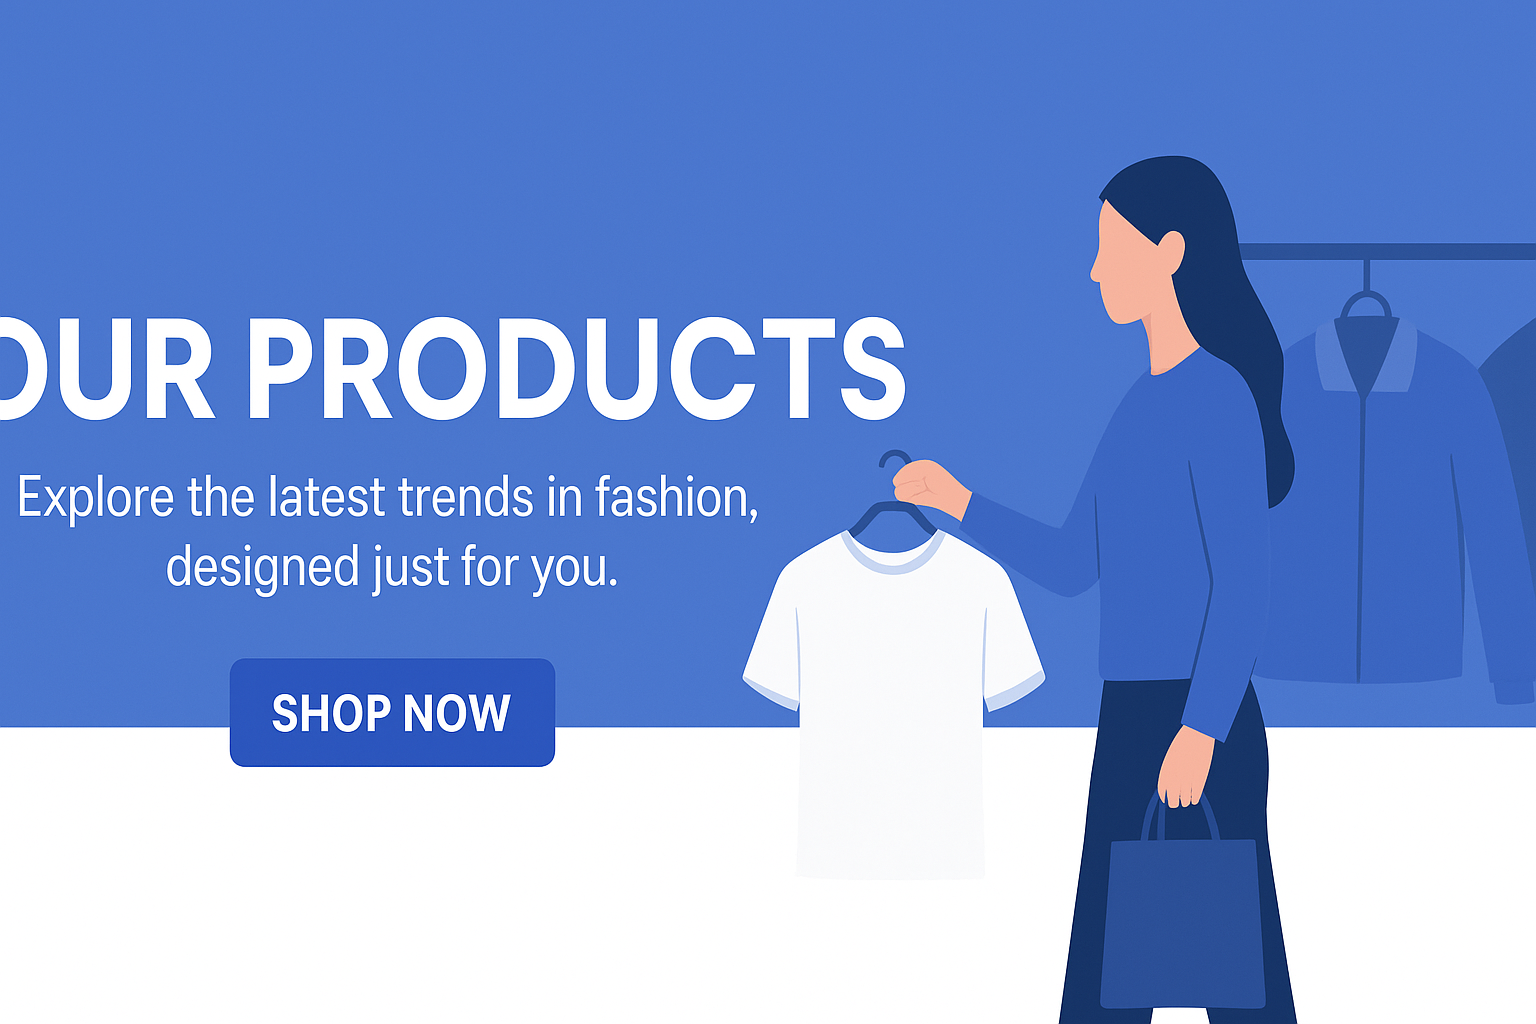 OUR PRODUCTS
Explore the latest trends in fashion,
designed just for you.
SHOP NOW